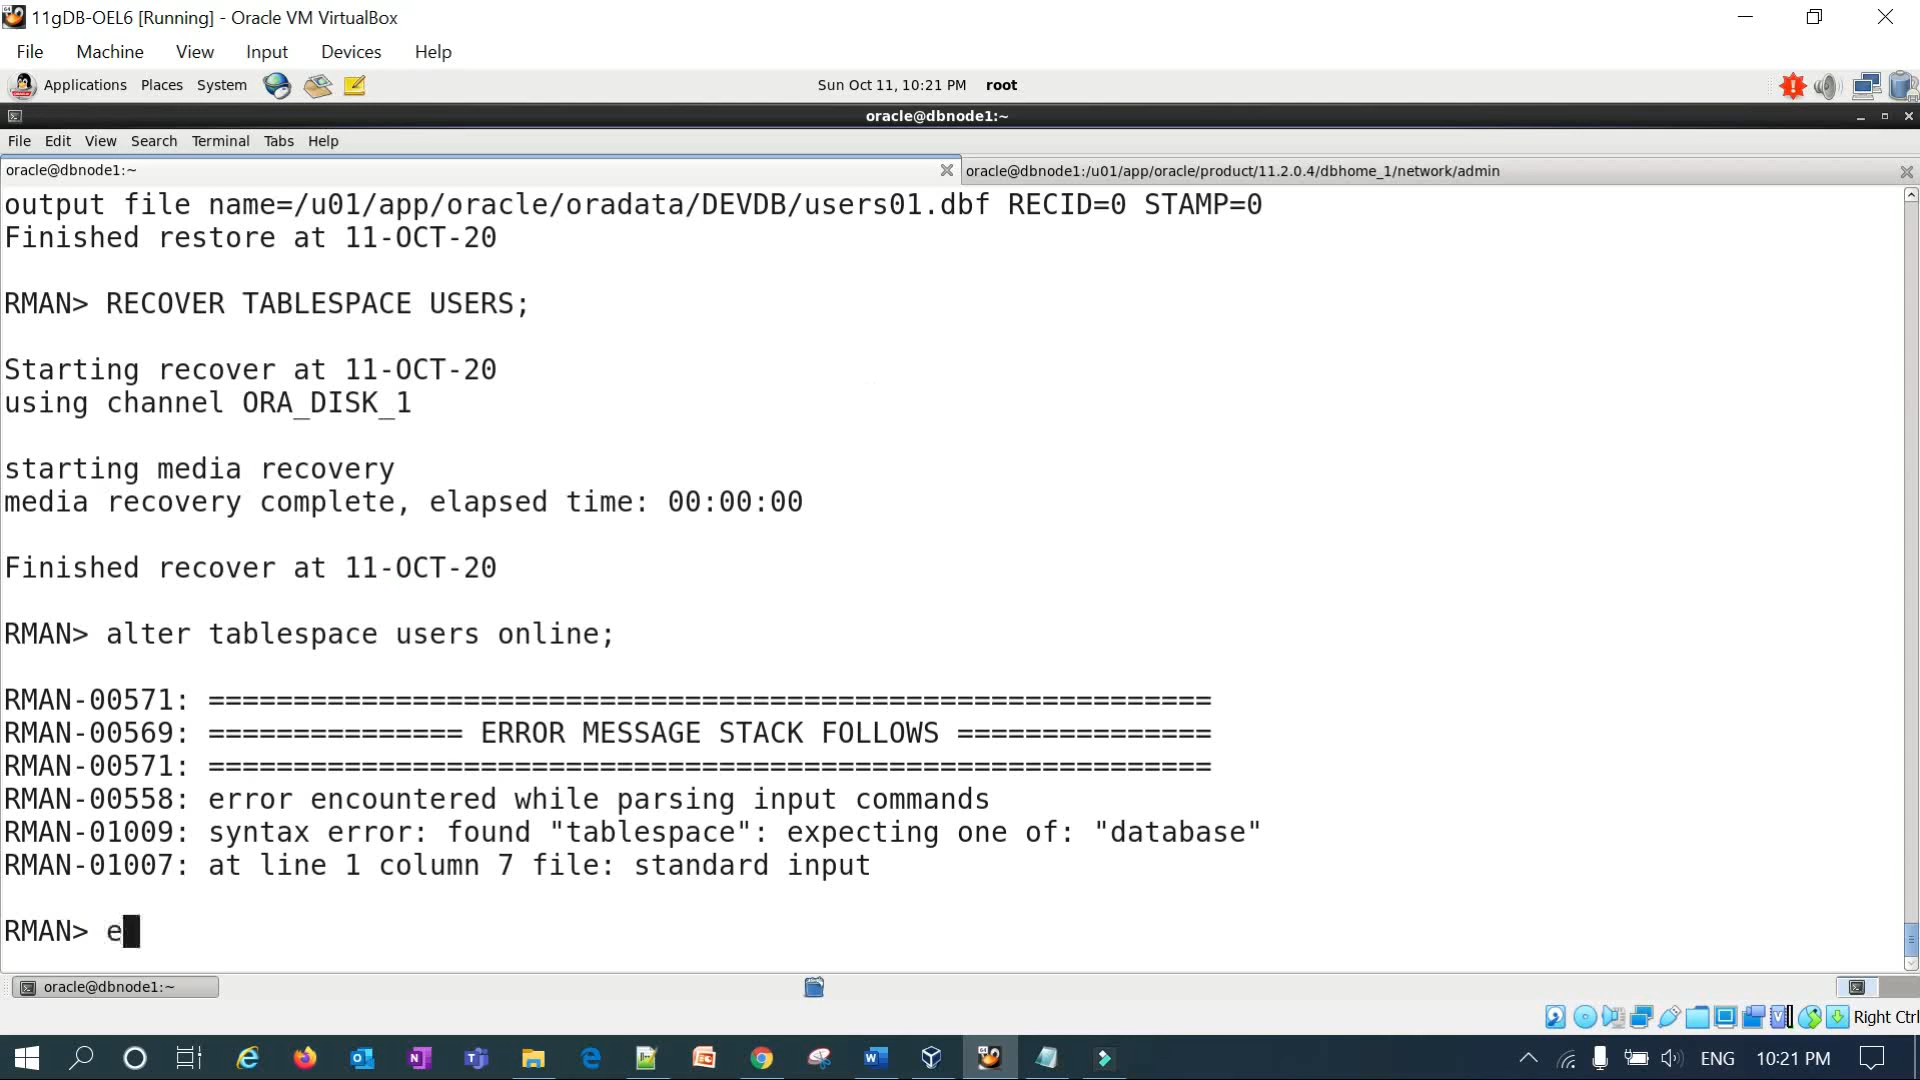 11gDB-OEL6 [Running] - Oracle VM VirtualBox
File Machine View Input Devices Help
Applications Places System Sun Oct 11, 10:21 PM root
oracle@dbnode1:~
File Edit View Search Terminal Tabs Help
oracle@dbnode1:~ oracle@dbnode1:/u01/app/oracle/product/11.2.0.4/dbhome_1/network/admin
output file name=/u01/app/oracle/oradata/DEVDB/users01.dbf RECID=0 STAMP=0
Finished restore at 11-OCT-20
RMAN> RECOVER TABLESPACE USERS;
Starting recover at 11-OCT-20
using channel ORA_DISK_1
starting media recovery
media recovery complete, elapsed time: 00:00:00
Finished recover at 11-OCT-20
RMAN> alter tablespace users online;
RMAN-00571: ===========================================================
RMAN-00569: =============== ERROR MESSAGE STACK FOLLOWS ===============
RMAN-00571: ===========================================================
RMAN-00558: error encountered while parsing input commands
RMAN-01009: syntax error: found "tablespace": expecting one of: "database"
RMAN-01007: at line 1 column 7 file: standard input
RMAN> e
oracle@dbnode1:~
Right Ctrl
ENG 10:21 PM